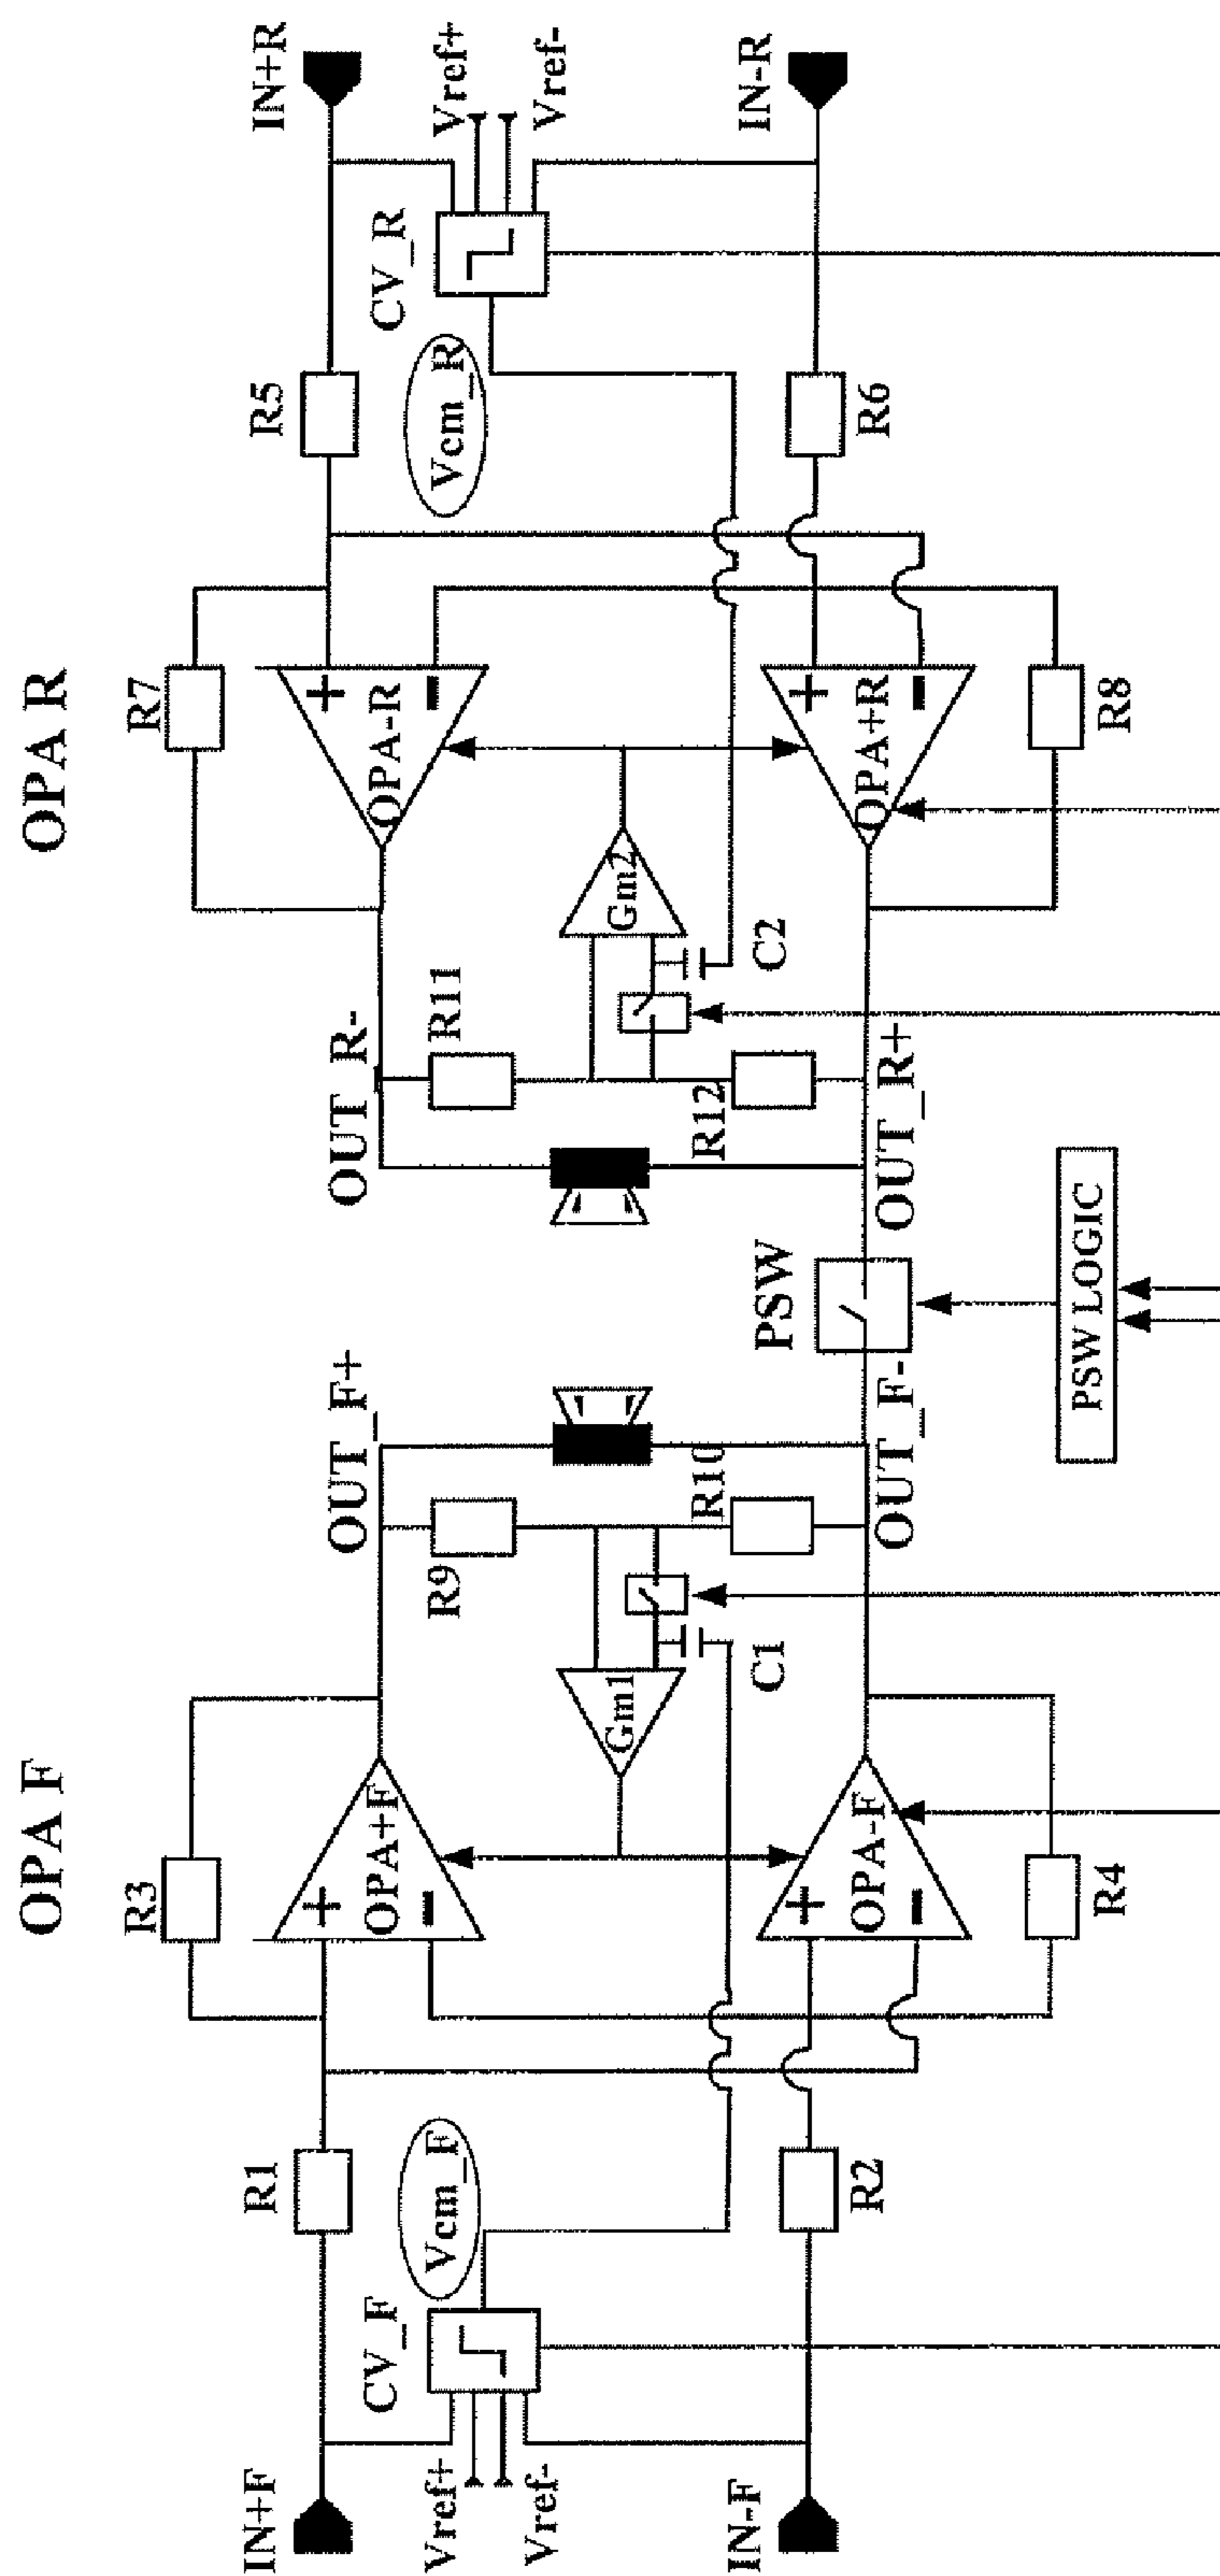 OPA F
OPA R
R3
R7
IN+F
R1
OUT_F+
OUT_R-
R5
IN+R
+
OPA+F
-
+
OPA-R
-
CV_F
Vcm_F
Vcm_R
CV_R
Vref+
Vref-
Vref+
Vref-
R9
R11
Gm1
Gm2
C1
C2
R10
R12
PSW
IN-F
R2
+
OPA-F
-
OUT_F-
OUT_R+
+
OPA+R
-
R6
IN-R
R4
R8
PSW LOGIC